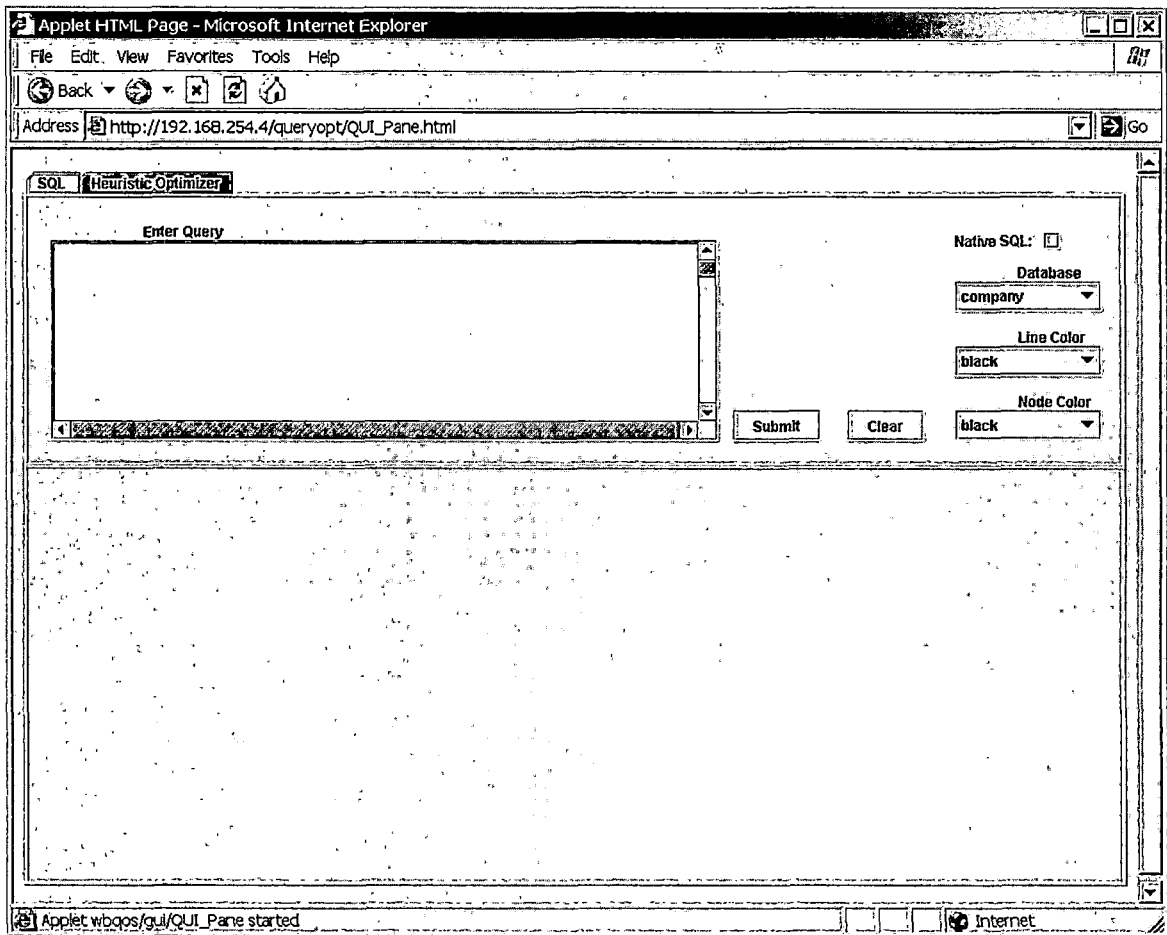 Applet HTML Page - Microsoft Internet Explorer
File Edit View Favorites Tools Help
Back
Address http://192.168.254.4/queryopt/QUI_Pane.html Go
SQL Heuristic Optimizer
Enter Query
Native SQL:
Database
company
Line Color
black
Node Color
Submit Clear black
Applet wbqos/gui/QUI_Pane started Internet